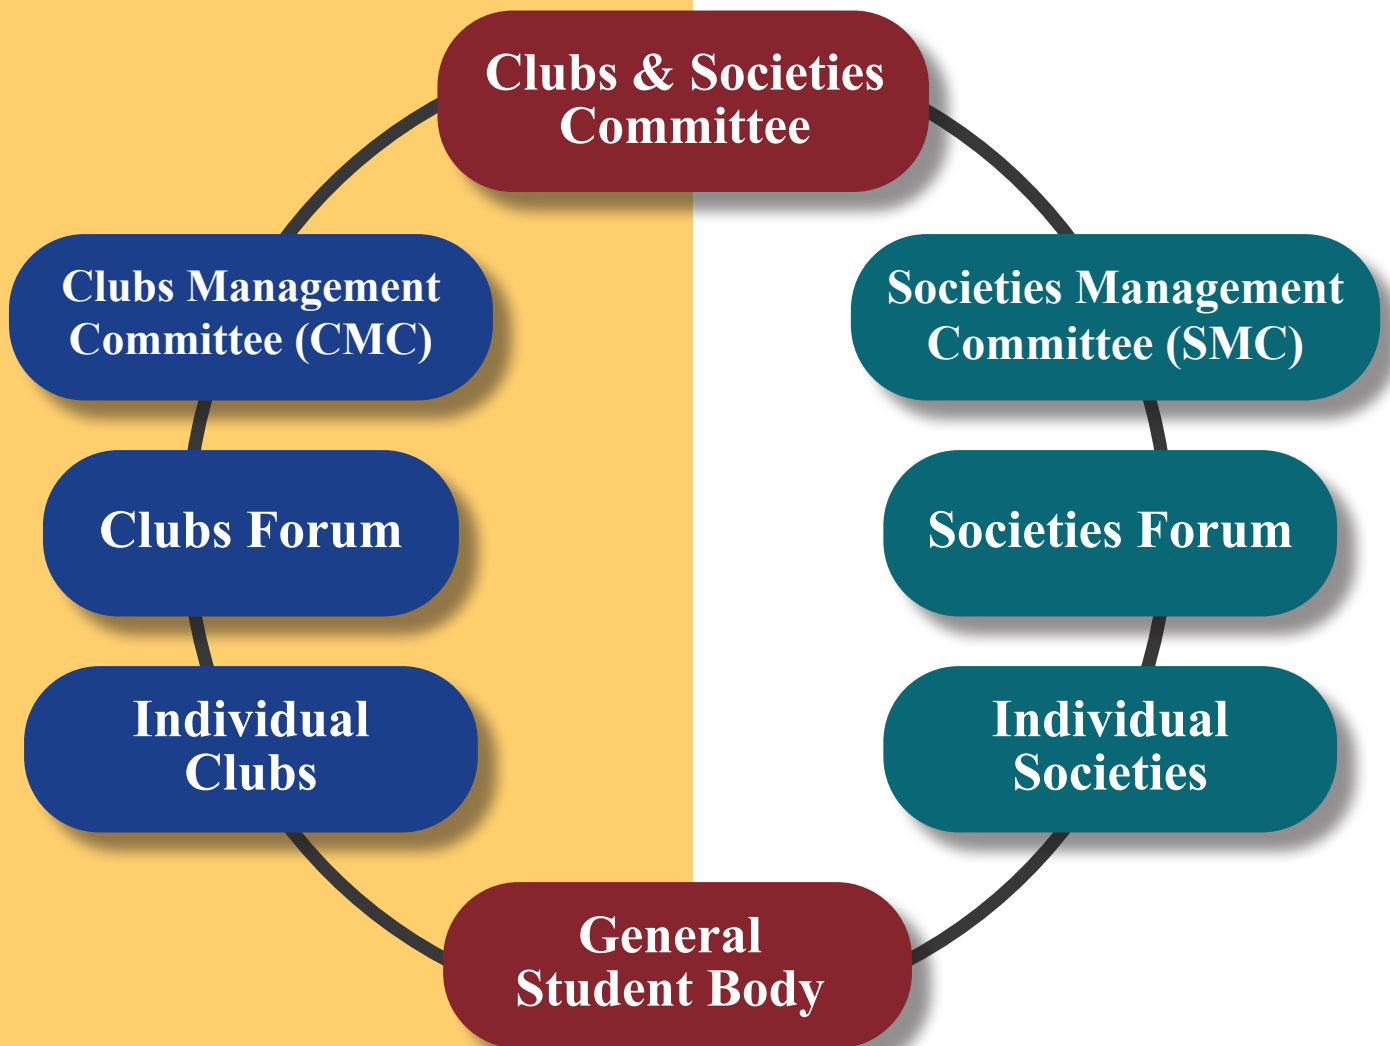 Clubs & Societies
Committee
Clubs Management
Committee (CMC)
Societies Management
Committee (SMC)
Clubs Forum
Societies Forum
Individual
Clubs
Individual
Societies
General
Student Body